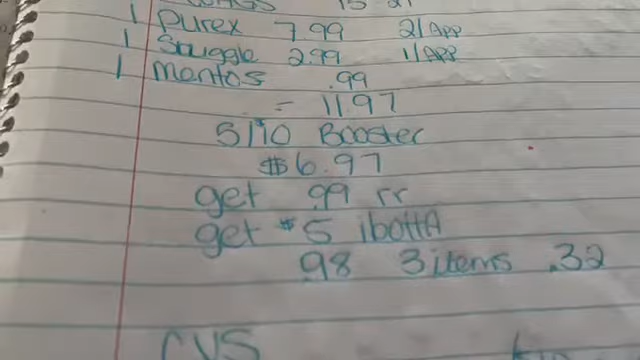 1 Purex 7.99 2/App
1 Snuggle 2.99 1/App
1 mentos .99
= 11 97
5/10 Booster
$6.97
get .99 rr
get $5 ibottA
.98 3 items .32
CVS